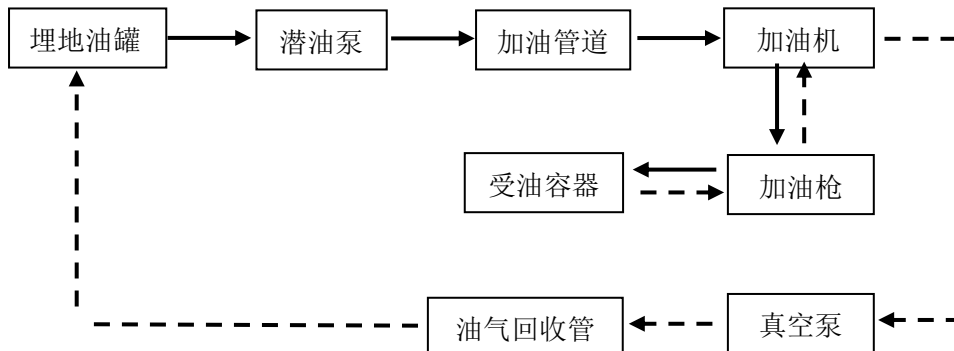 埋地油罐
潜油泵
加油管道
加油机
受油容器
加油枪
油气回收管
真空泵